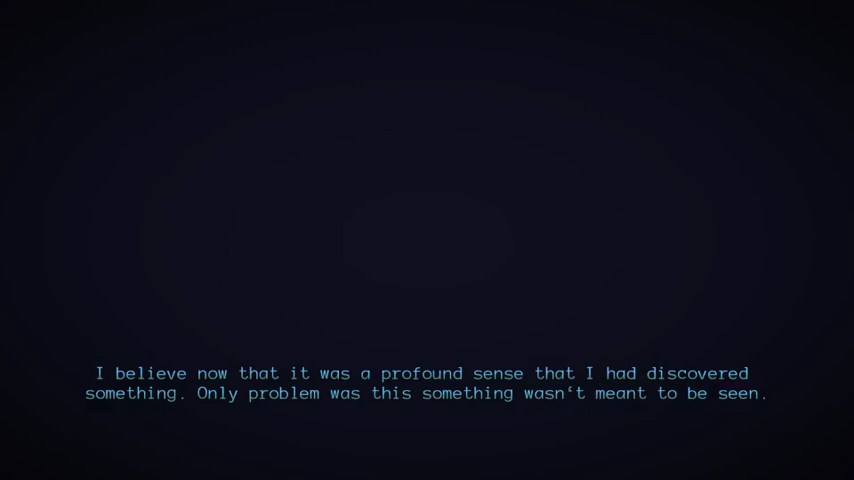 I believe now that it was a profound sense that I had discovered
something. Only problem was this something wasn‘t meant to be seen.